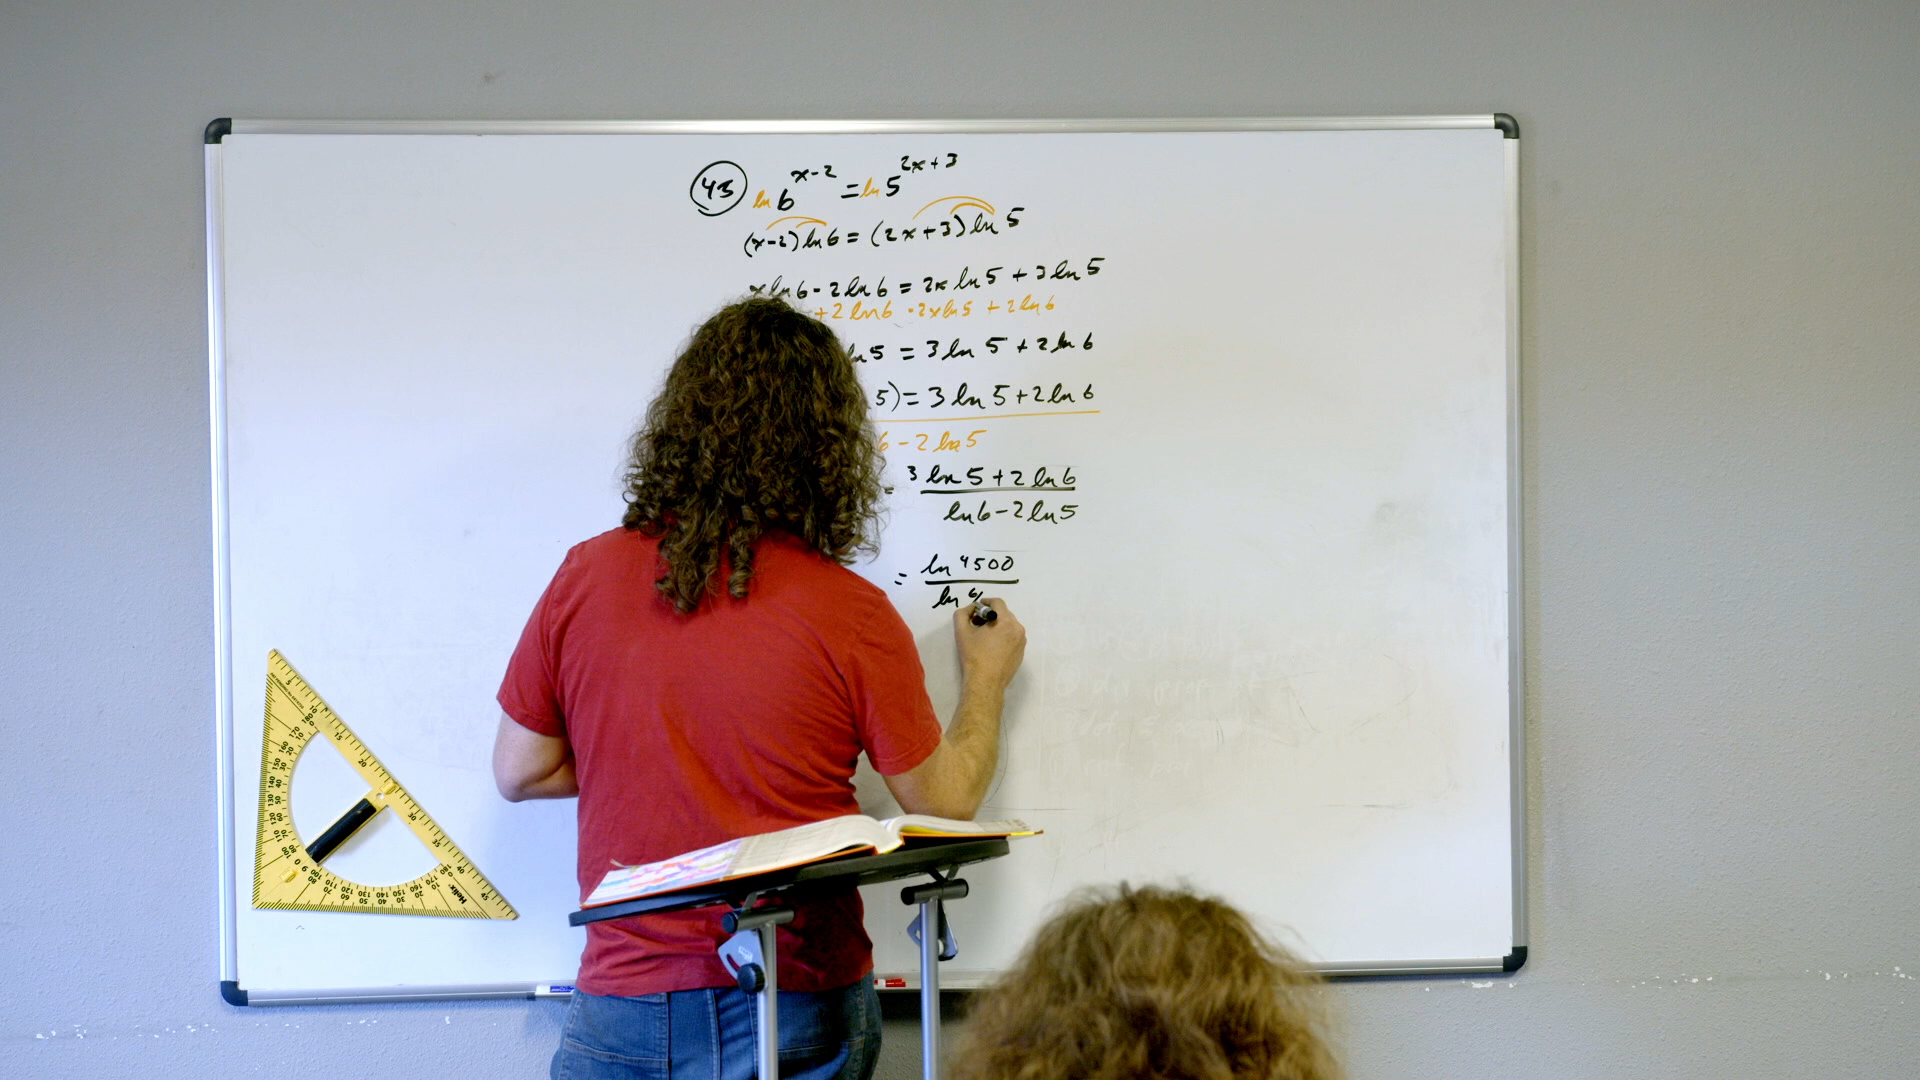 43 ln 6^(x-2) = ln 5^(2x+3)
(x-2) ln 6 = (2x+3) ln 5
x ln 6 - 2 ln 6 = 2x ln 5 + 3 ln 5
+2 ln 6 -2x ln 5 + 2 ln 6
ln 5 = 3 ln 5 + 2 ln 6
5) = 3 ln 5 + 2 ln 6
6 - 2 ln 5
= 3 ln 5 + 2 ln 6
ln 6 - 2 ln 5
= ln 4500
ln 6/
Helix